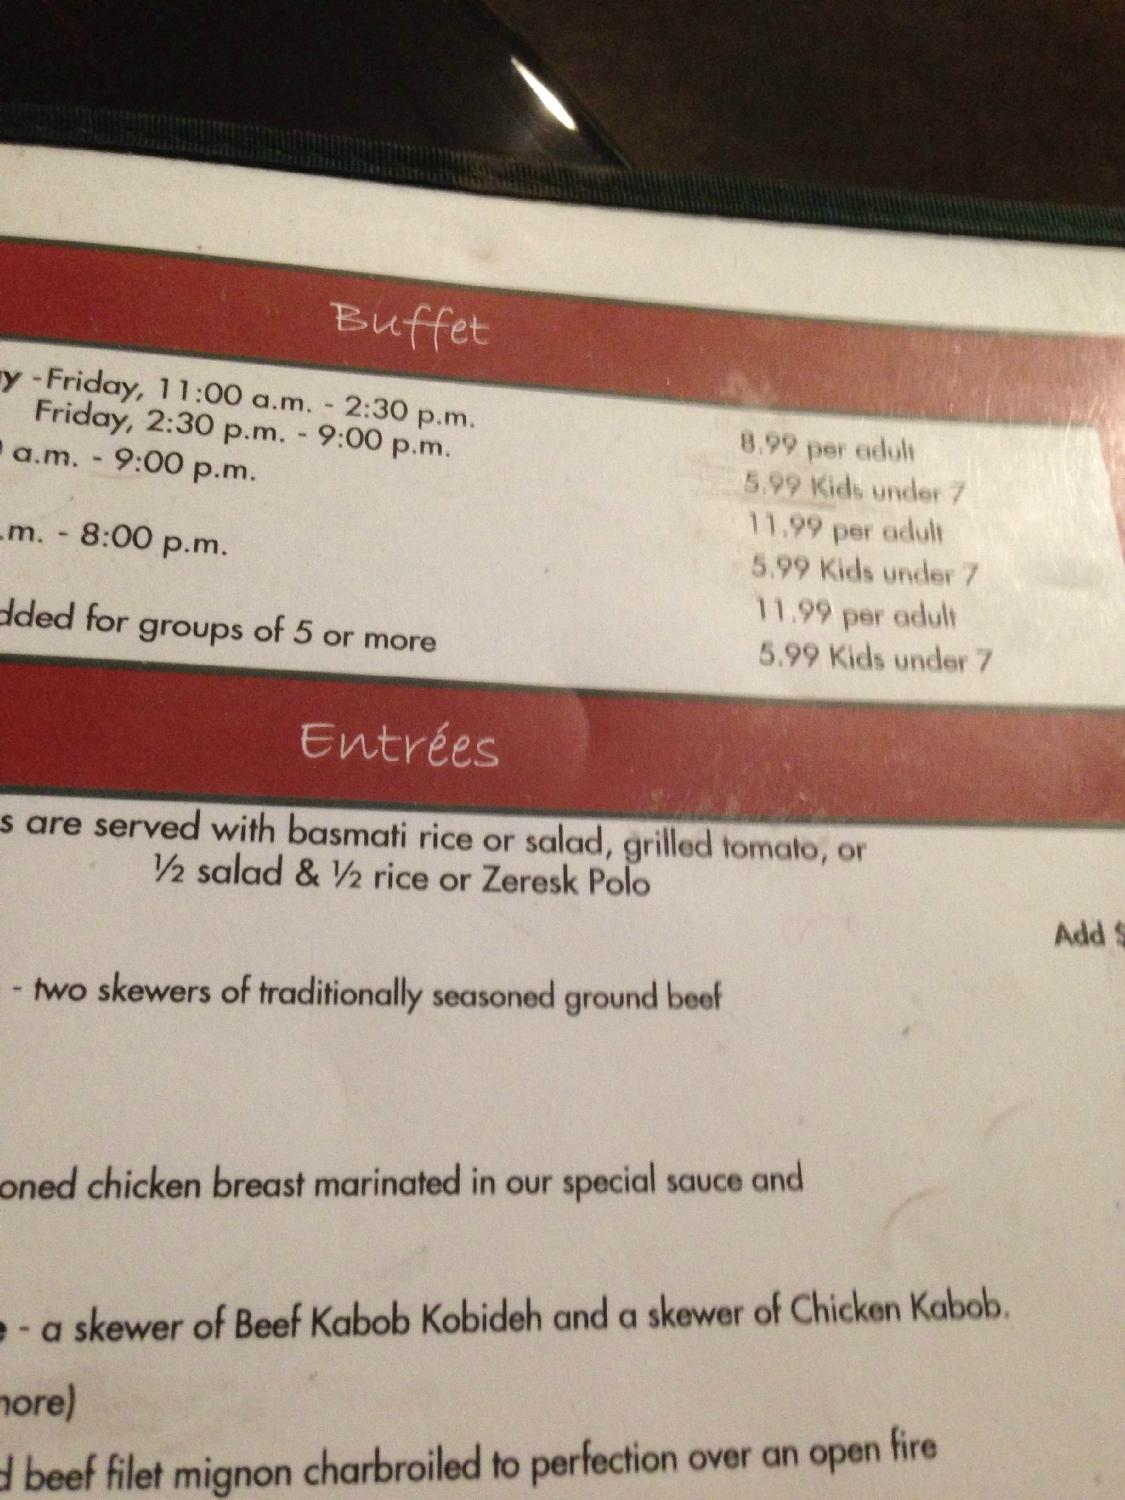 Buffet
y -Friday, 11:00 a.m. - 2:30 p.m.
Friday, 2:30 p.m. - 9:00 p.m.
a.m. - 9:00 p.m.
.m. - 8:00 p.m.
dded for groups of 5 or more
8.99 per adult
5.99 Kids under 7
11.99 per adult
5.99 Kids under 7
11.99 per adult
5.99 Kids under 7
Entrées
s are served with basmati rice or salad, grilled tomato, or
½ salad & ½ rice or Zeresk Polo
Add $
- two skewers of traditionally seasoned ground beef
oned chicken breast marinated in our special sauce and
e - a skewer of Beef Kabob Kobideh and a skewer of Chicken Kabob.
more)
d beef filet mignon charbroiled to perfection over an open fire